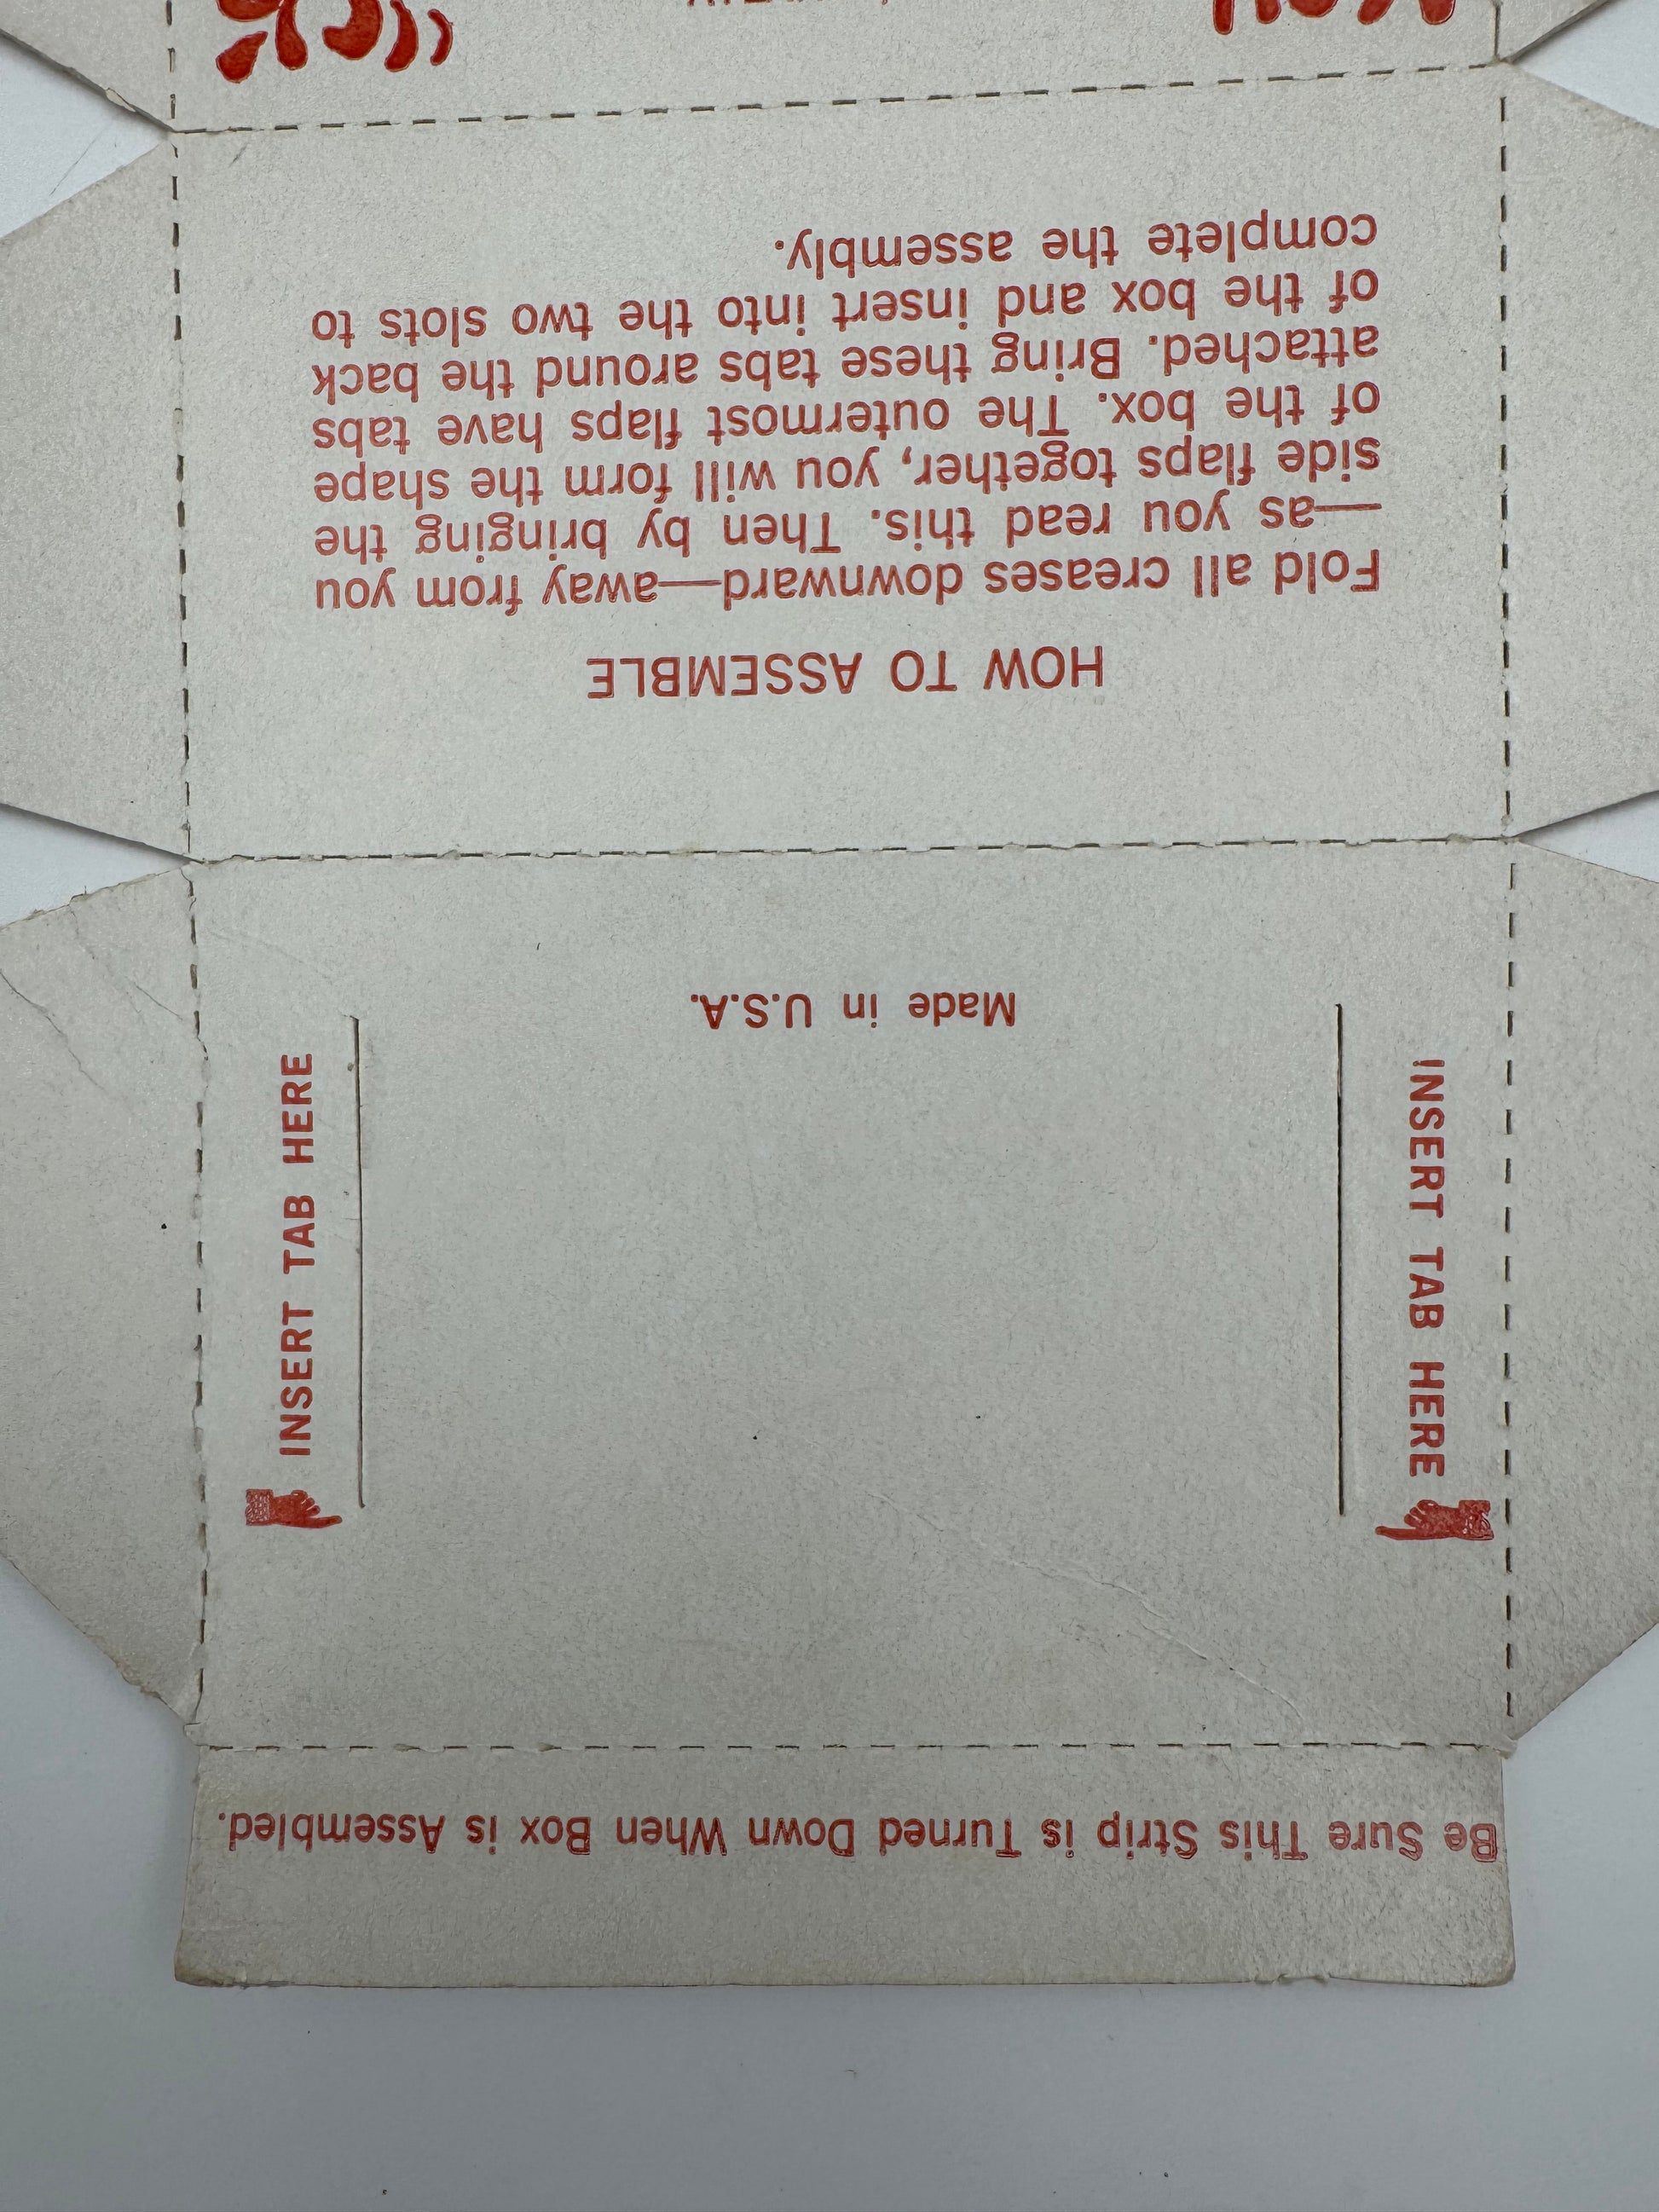 Be Sure This Strip is Turned Down When Box is Assembled.
INSERT TAB HERE
INSERT TAB HERE
Made in U.S.A.
HOW TO ASSEMBLE
Fold all creases downward—away from you
—as you read this. Then by bringing the
side flaps together, you will form the shape
of the box. The outermost flaps have tabs
attached. Bring these tabs around the back
of the box and insert into the two slots to
complete the assembly.